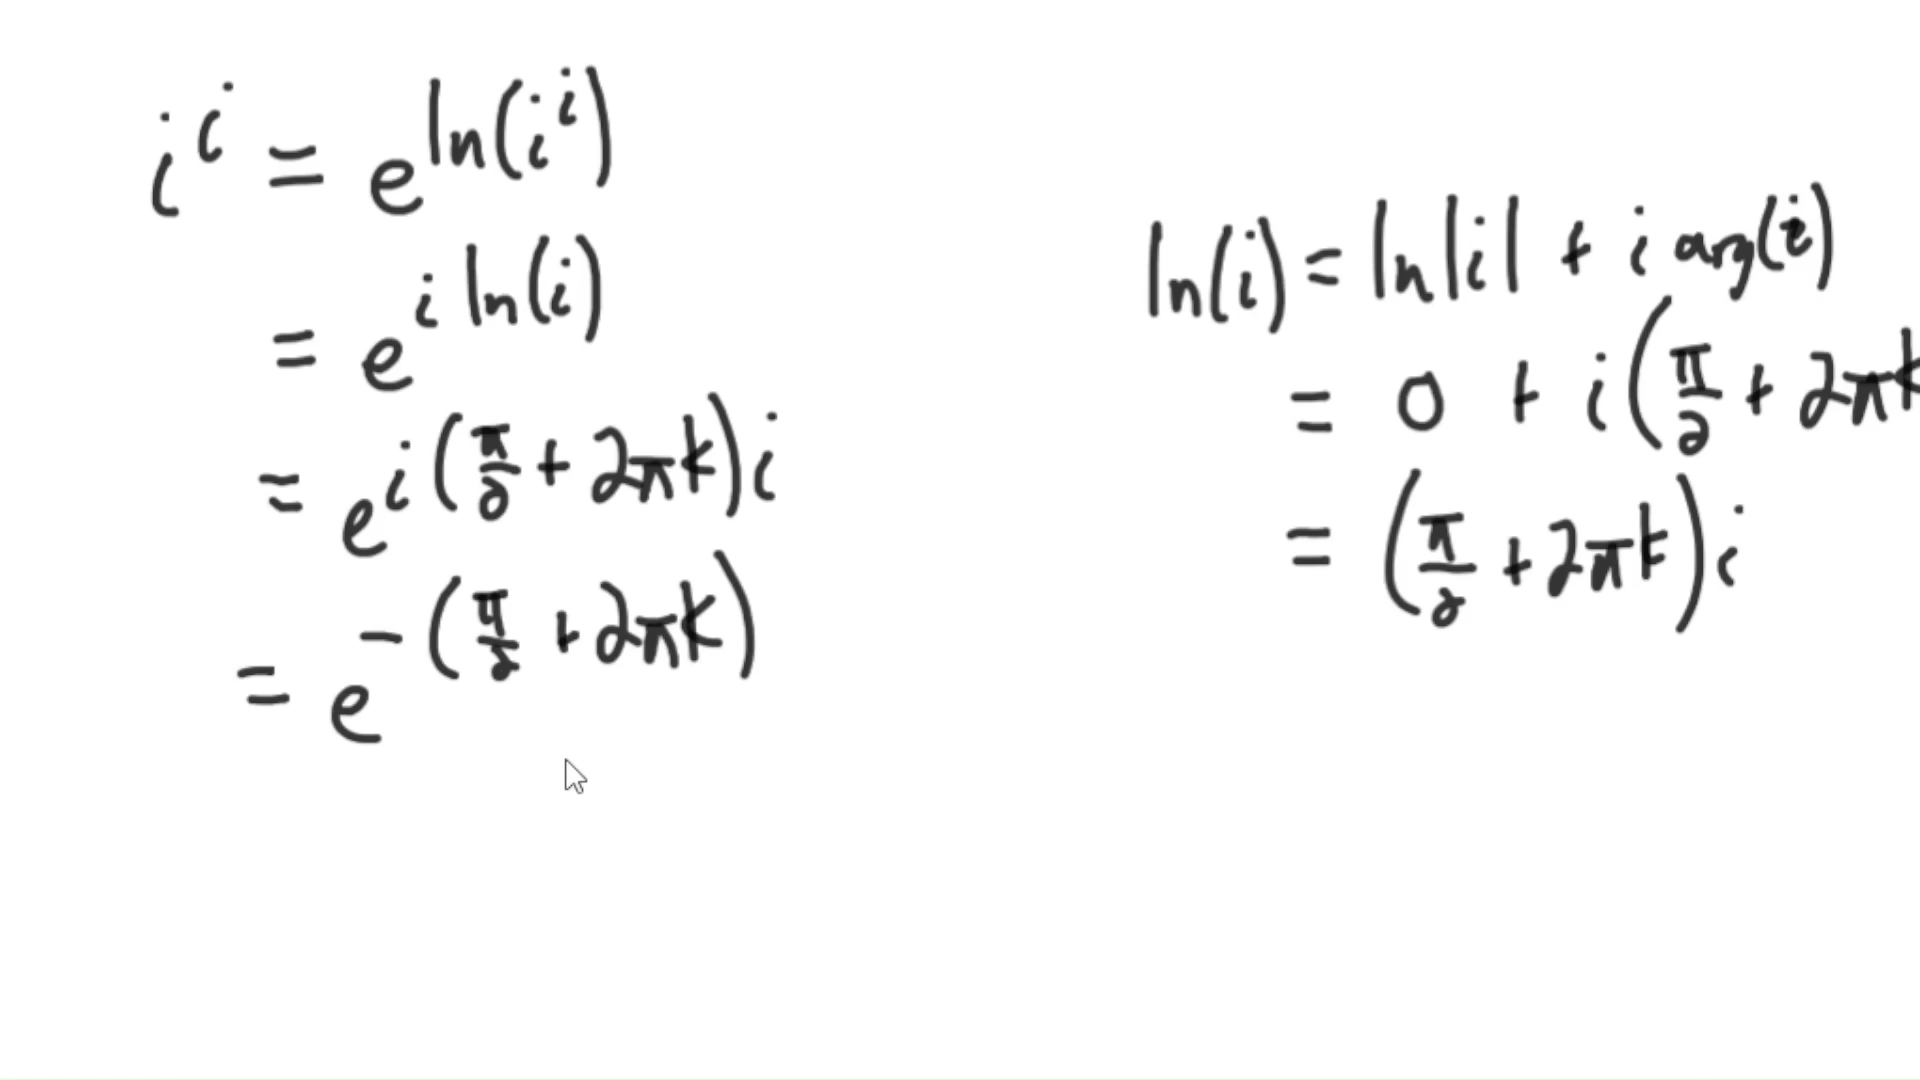 i^i = e^{ln(i^i)}
= e^{i ln(i)}
= e^{i(π/2 + 2πk)i}
= e^{-(π/2 + 2πk)}
ln(i) = ln|i| + i arg(i)
= 0 + i(π/2 + 2πk
= (π/2 + 2πk)i